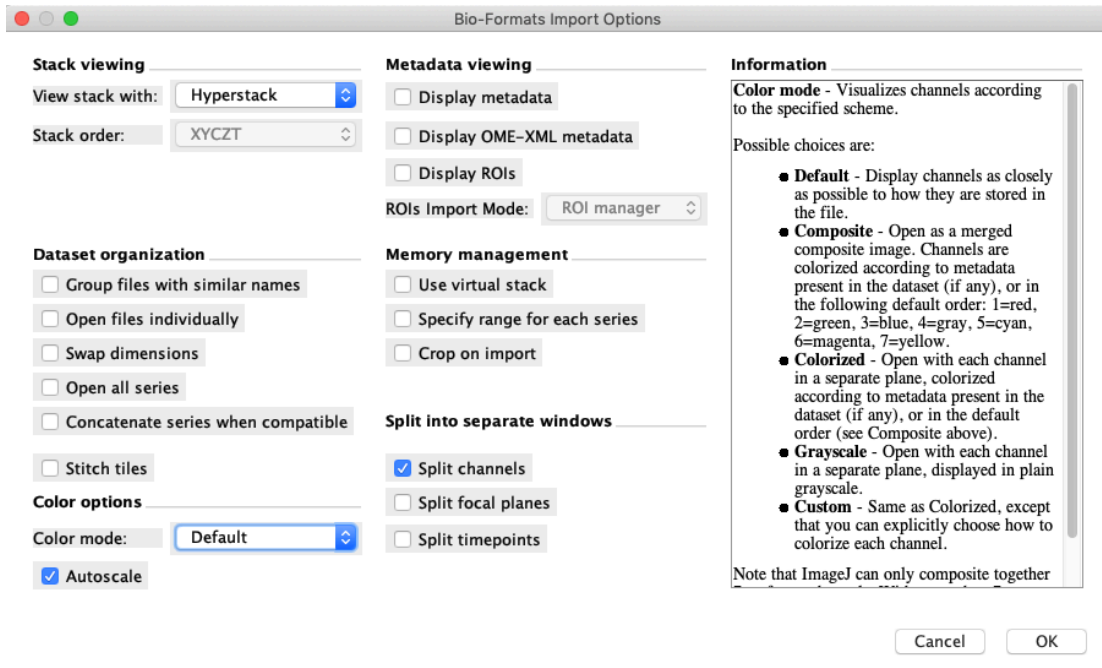 Bio-Formats Import Options
Stack viewing
View stack with: Hyperstack
Stack order: XYCZT
Metadata viewing
Display metadata
Display OME-XML metadata
Display ROIs
ROIs Import Mode: ROI manager
Dataset organization
Group files with similar names
Open files individually
Swap dimensions
Open all series
Concatenate series when compatible
Stitch tiles
Color options
Color mode: Default
Autoscale
Memory management
Use virtual stack
Specify range for each series
Crop on import
Split into separate windows
Split channels
Split focal planes
Split timepoints
Information
Color mode - Visualizes channels according
to the specified scheme.
Possible choices are:
Default - Display channels as closely
as possible to how they are stored in
the file.
Composite - Open as a merged
composite image. Channels are
colorized according to metadata
present in the dataset (if any), or in
the following default order: 1=red,
2=green, 3=blue, 4=gray, 5=cyan,
6=magenta, 7=yellow.
Colorized - Open with each channel
in a separate plane, colorized
according to metadata present in the
dataset (if any), or in the default
order (see Composite above).
Grayscale - Open with each channel
in a separate plane, displayed in plain
grayscale.
Custom - Same as Colorized, except
that you can explicitly choose how to
colorize each channel.
Note that ImageJ can only composite together
Cancel
OK